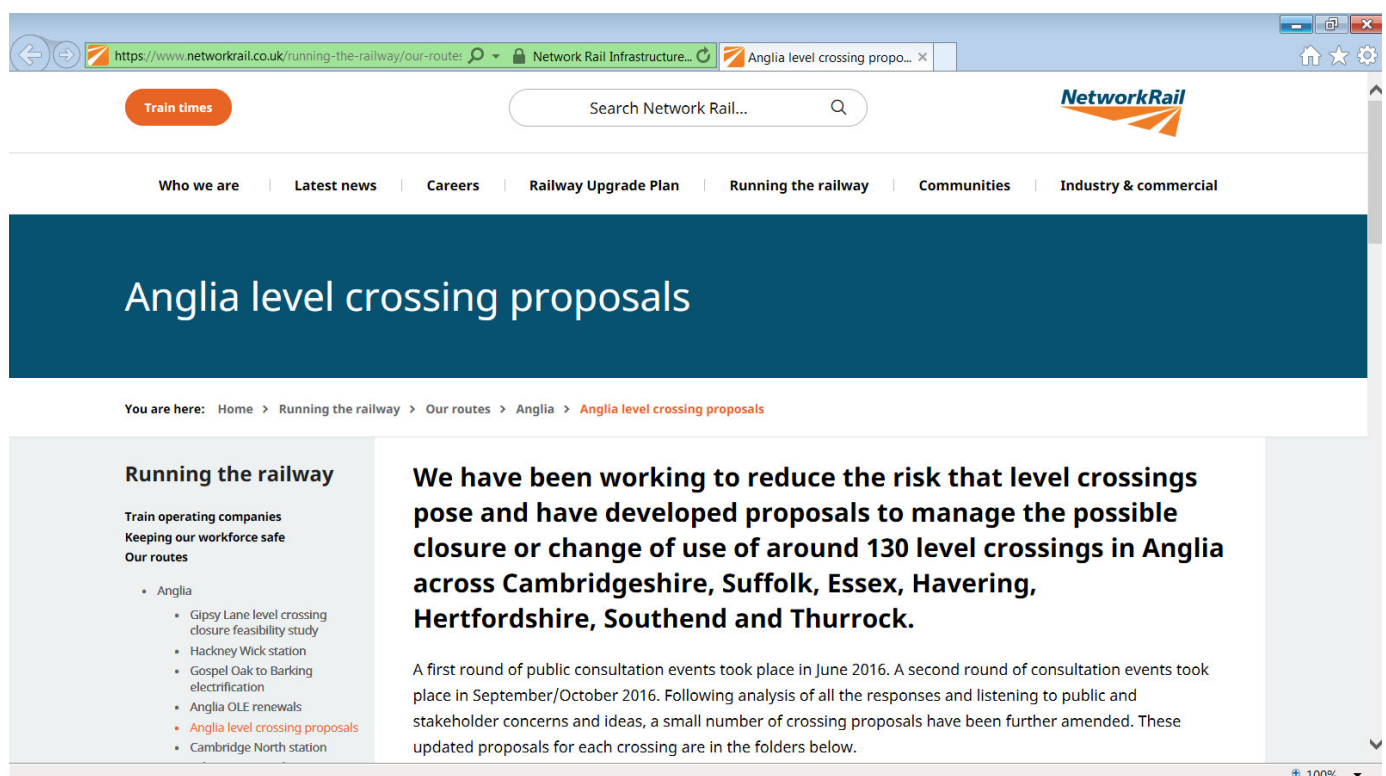 https://www.networkrail.co.uk/running-the-railway/our-routes
Network Rail Infrastructure...
Anglia level crossing propo...
Train times
Search Network Rail...
NetworkRail
Who we are
Latest news
Careers
Railway Upgrade Plan
Running the railway
Communities
Industry & commercial
Anglia level crossing proposals
You are here: Home > Running the railway > Our routes > Anglia > Anglia level crossing proposals
Running the railway
Train operating companies
Keeping our workforce safe
Our routes
• Anglia
• Gipsy Lane level crossing
closure feasibility study
• Hackney Wick station
• Gospel Oak to Barking
electrification
• Anglia OLE renewals
• Anglia level crossing proposals
• Cambridge North station
We have been working to reduce the risk that level crossings
pose and have developed proposals to manage the possible
closure or change of use of around 130 level crossings in Anglia
across Cambridgeshire, Suffolk, Essex, Havering,
Hertfordshire, Southend and Thurrock.
A first round of public consultation events took place in June 2016. A second round of consultation events took
place in September/October 2016. Following analysis of all the responses and listening to public and
stakeholder concerns and ideas, a small number of crossing proposals have been further amended. These
updated proposals for each crossing are in the folders below.
100%